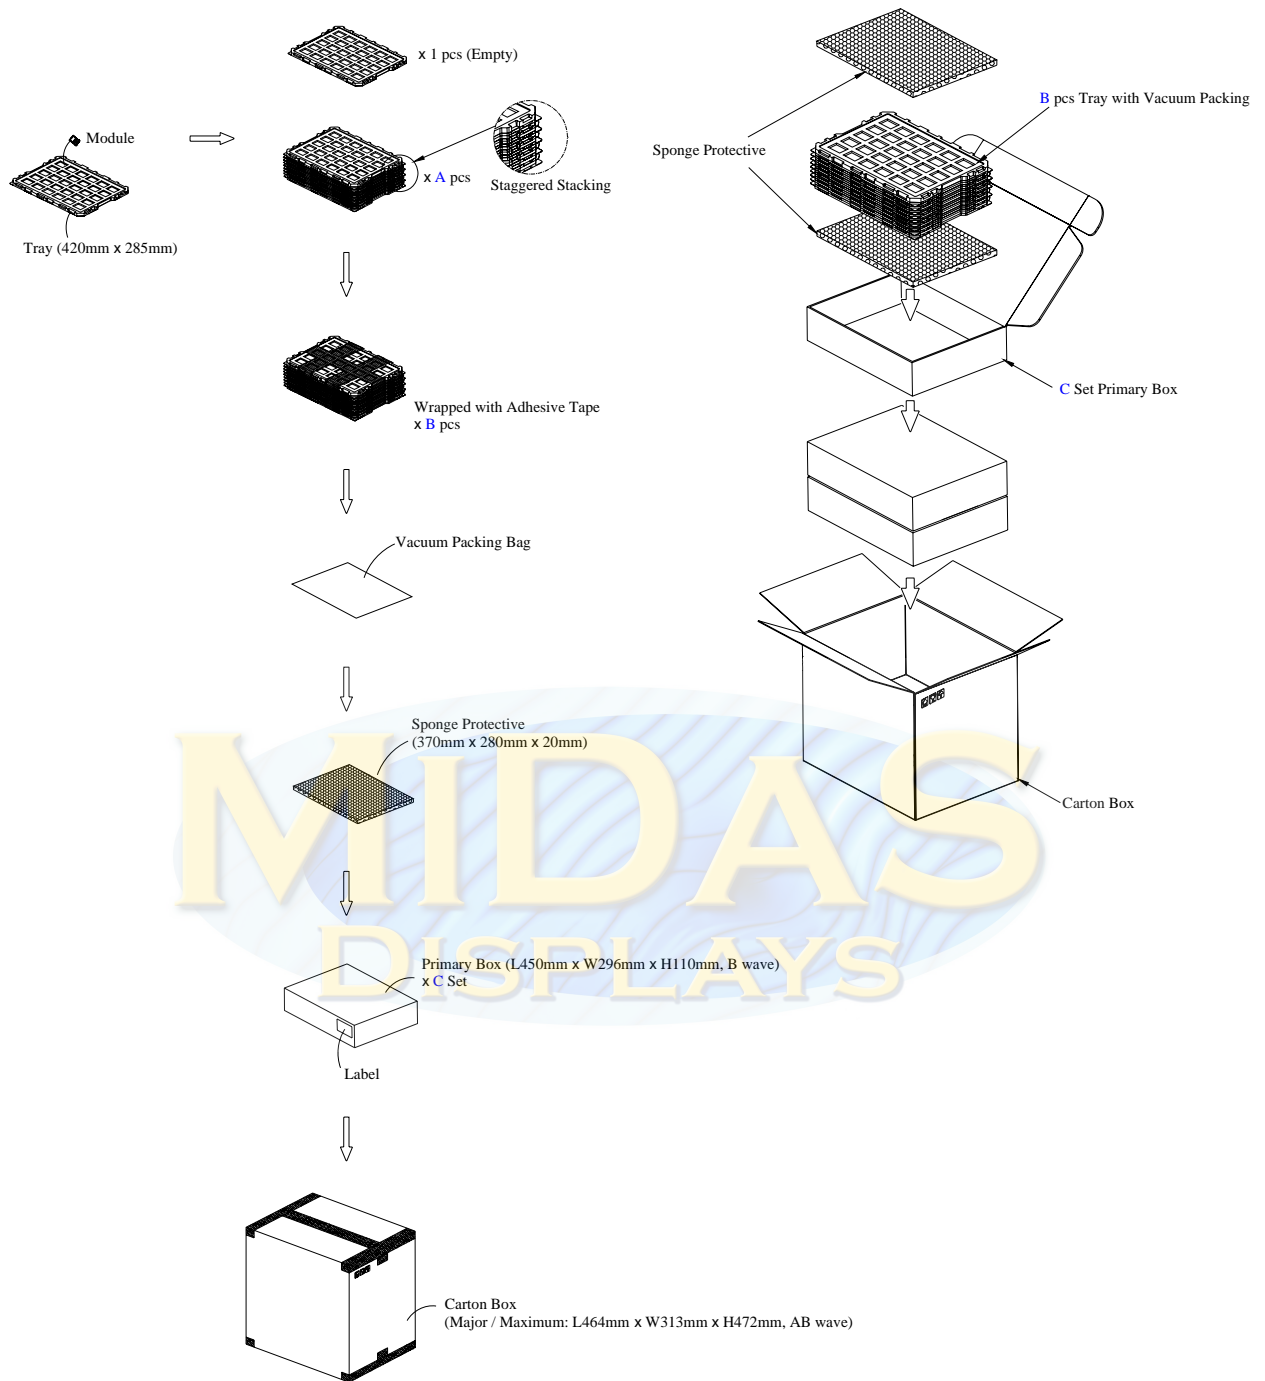 x 1 pcs (Empty)
Module
x A pcs
Staggered Stacking
Tray (420mm x 285mm)
Wrapped with Adhesive Tape
x B pcs
Vacuum Packing Bag
Sponge Protective
(370mm x 280mm x 20mm)
Primary Box (L450mm x W296mm x H110mm, B wave)
x C Set
Label
Carton Box
(Major / Maximum: L464mm x W313mm x H472mm, AB wave)
B pcs Tray with Vacuum Packing
Sponge Protective
C Set Primary Box
Carton Box
MIDAS
DISPLAYS